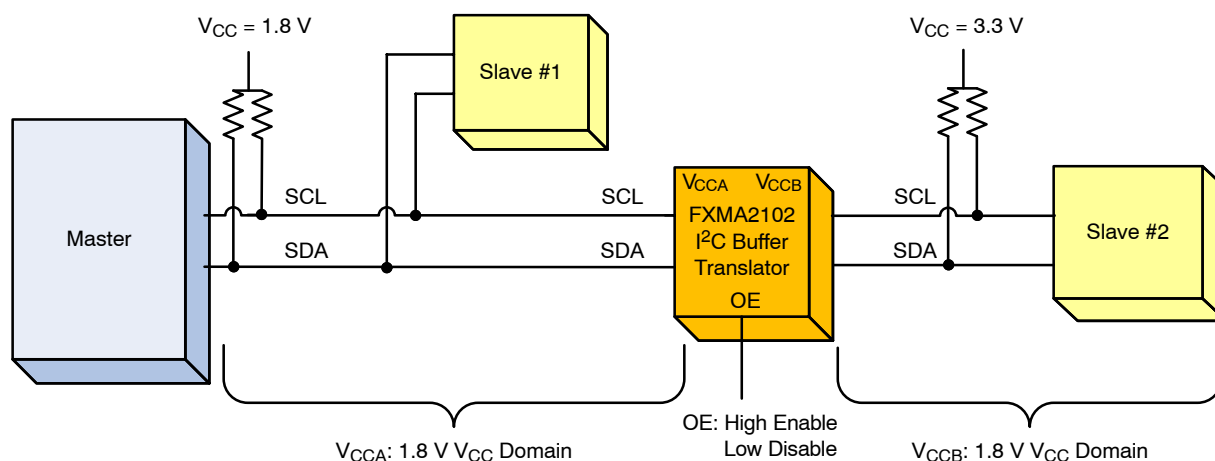 VCC = 1.8 V
VCC = 3.3 V
Slave #1
Master
SCL
SDA
SCL
SDA
VCCA VCCB
FXMA2102
I2C Buffer
Translator
OE
SCL
SDA
Slave #2
OE: High Enable
Low Disable
VCCA: 1.8 V VCC Domain
VCCB: 1.8 V VCC Domain